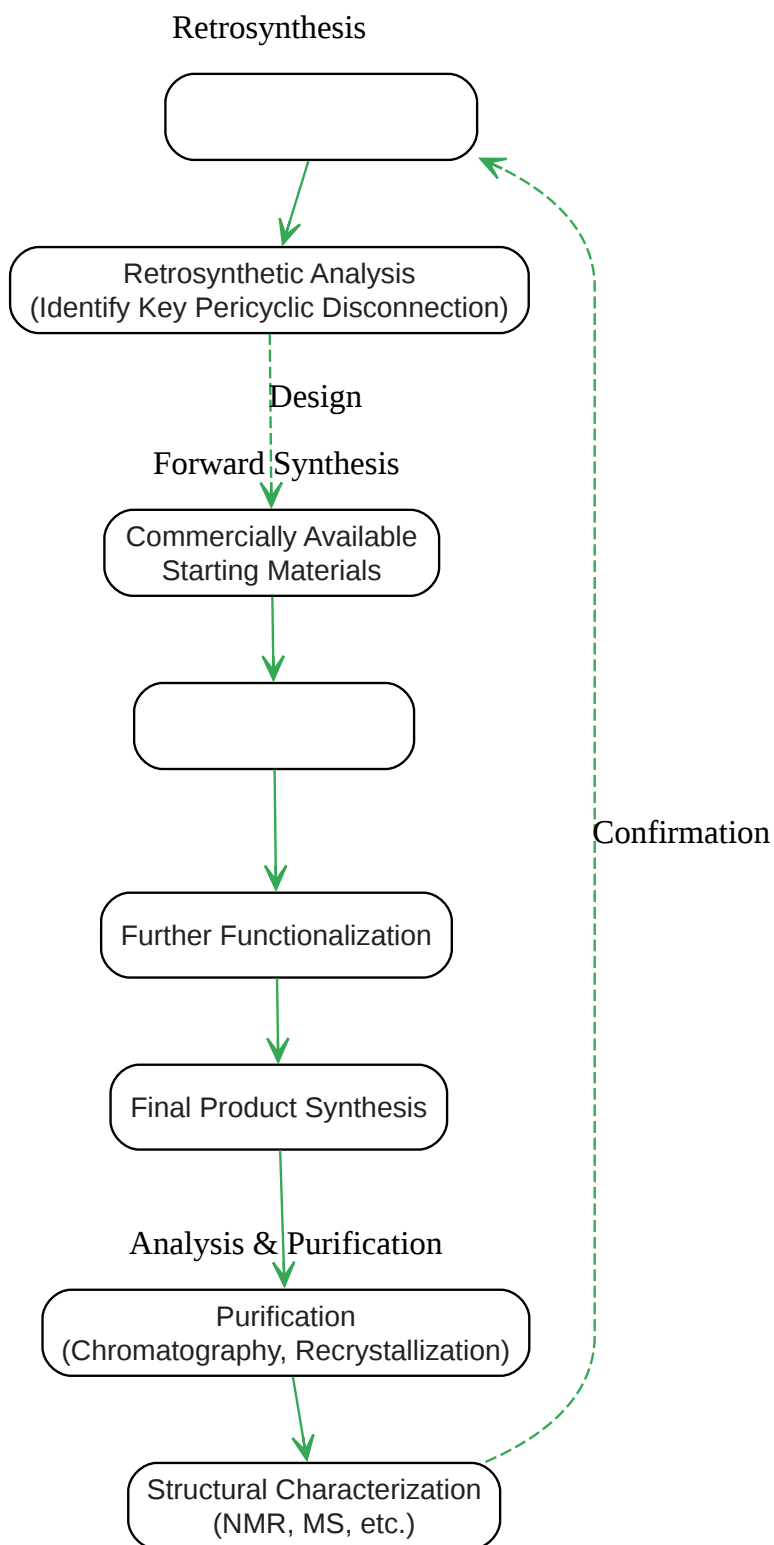 Retrosynthesis
Retrosynthetic Analysis
(Identify Key Pericyclic Disconnection)
Design
Forward Synthesis
Commercially Available
Starting Materials
Confirmation
Further Functionalization
Final Product Synthesis
Analysis & Purification
Purification
(Chromatography, Recrystallization)
Structural Characterization
(NMR, MS, etc.)